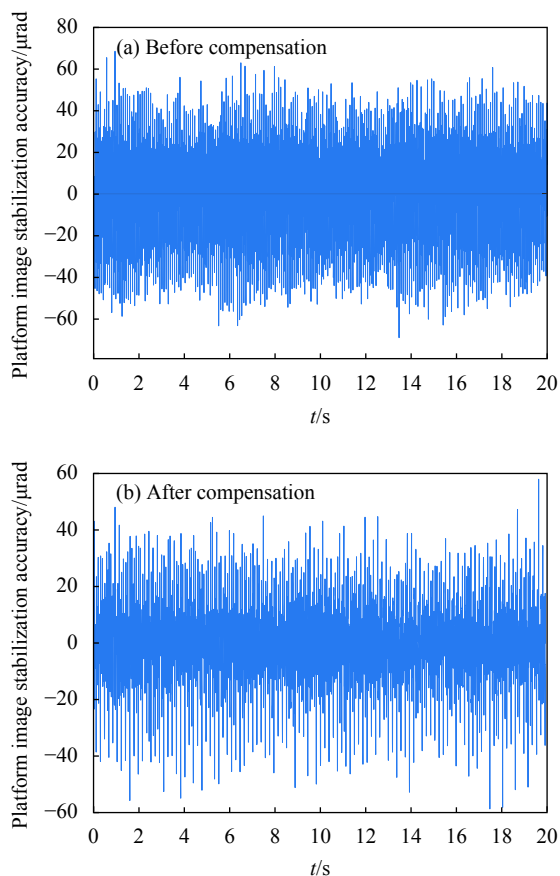 Platform image stabilization accuracy/μrad
(a) Before compensation
80
60
40
20
0
−20
−40
−60
0 2 4 6 8 10 12 14 16 18 20
t/s
Platform image stabilization accuracy/μrad
(b) After compensation
60
40
20
0
−20
−40
−60
0 2 4 6 8 10 12 14 16 18 20
t/s